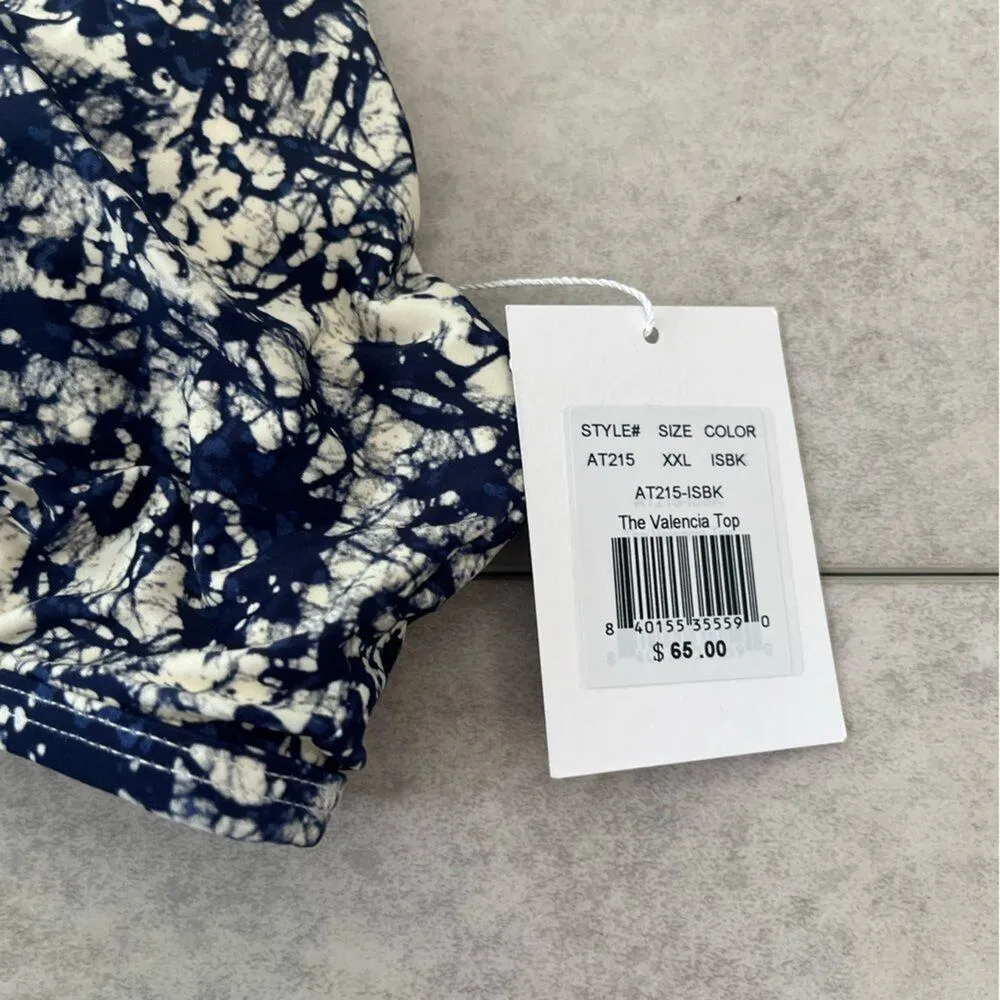 STYLE# SIZE COLOR
AT215 XXL ISBK
AT215-ISBK
The Valencia Top
8 40155 35559 0
$ 65 .00